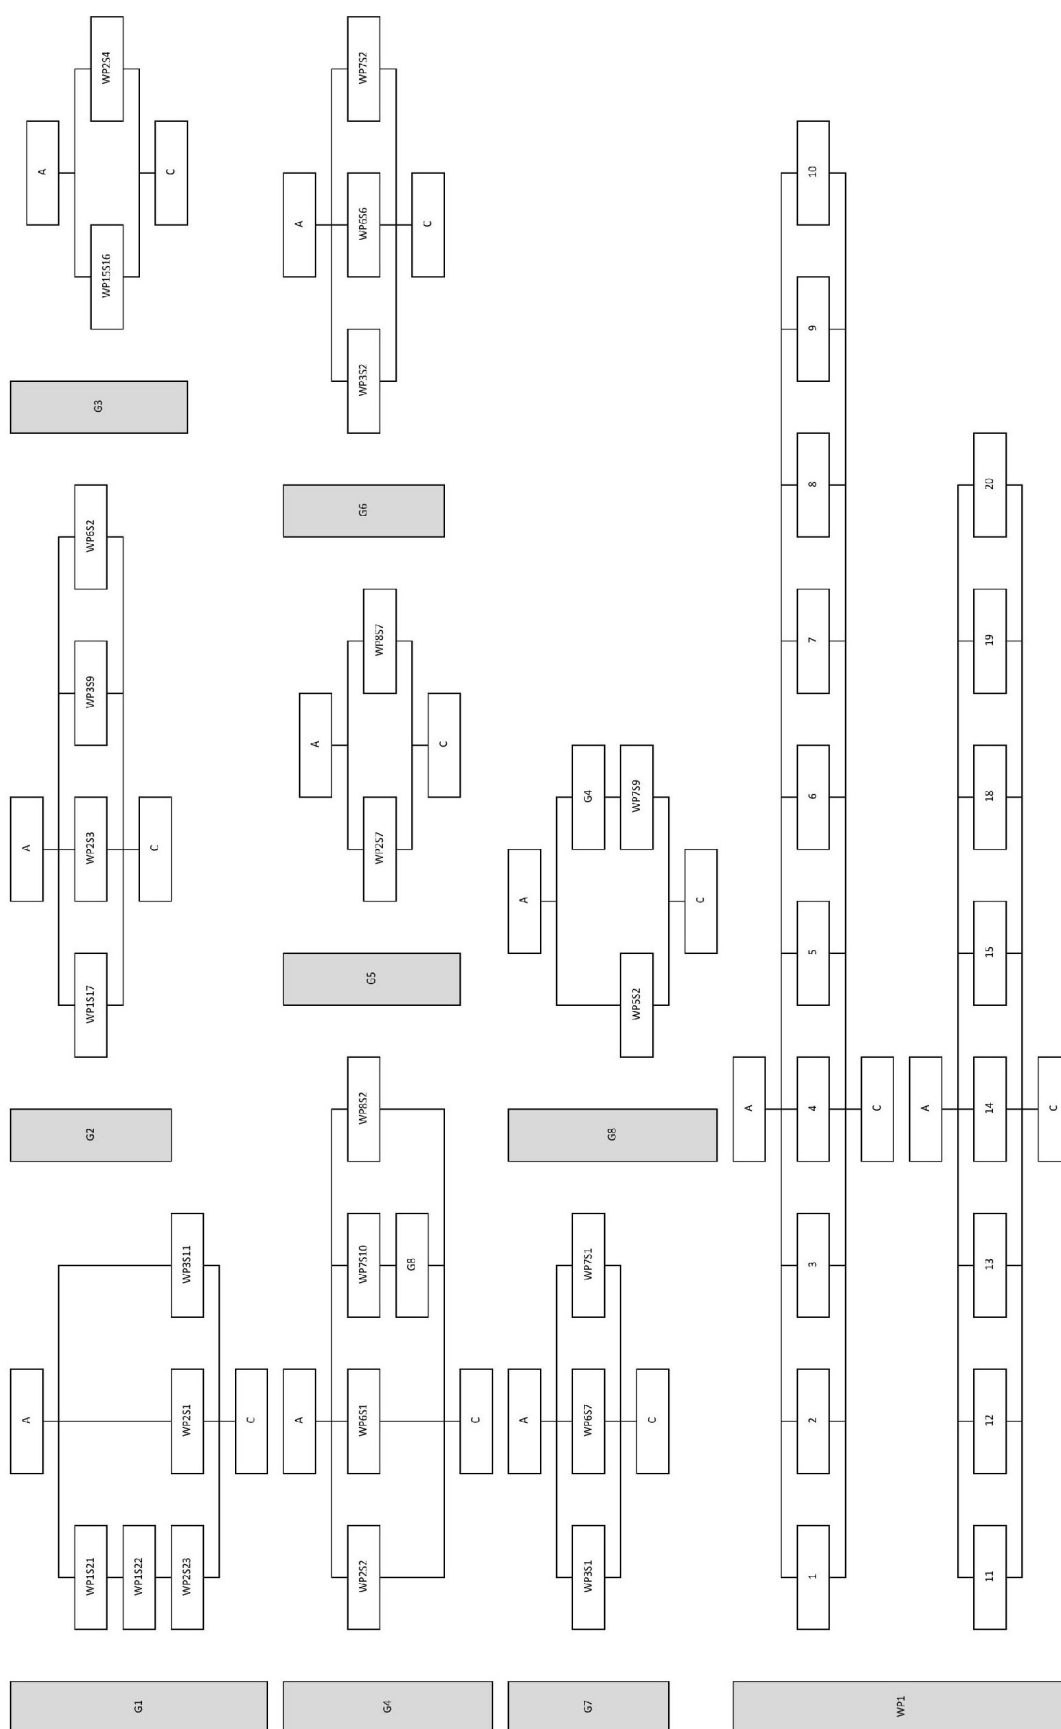 G1
A
WP1S21
WP1S22
WP2S23
WP2S1
WP3S11
C
G2
A
WP1S17
WP2S3
WP3S9
WP6S2
C
G3
A
WP15S16
WP2S4
C
G4
A
WP2S2
WP6S1
WP7S10
G8
WP8S2
C
G5
A
WP2S7
WP8S7
C
G6
A
WP3S2
WP6S6
WP7S2
C
G7
A
WP3S1
WP6S7
WP7S1
C
G8
A
WP5S2
G4
WP7S9
C
WP1
A
1
2
3
4
5
6
7
8
9
10
C
A
11
12
13
14
15
18
19
20
C